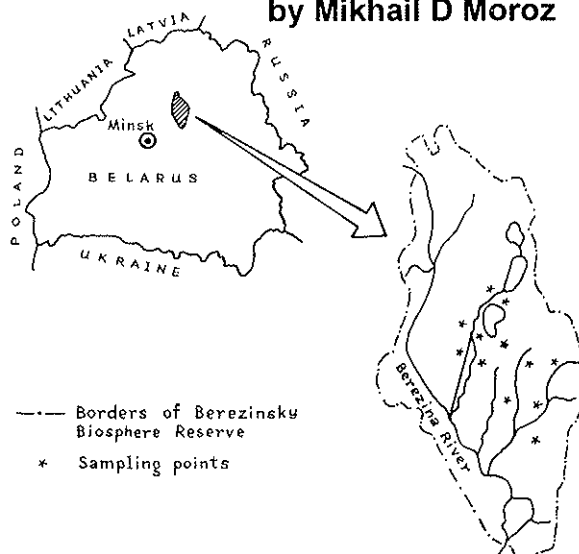 by Mikhail D Moroz
LATVIA
LITHUANIA
RUSSIA
Minsk
POLAND
BELARUS
UKRAINE
Berezina River
Borders of Berezinsky
Biosphere Reserve
* Sampling points